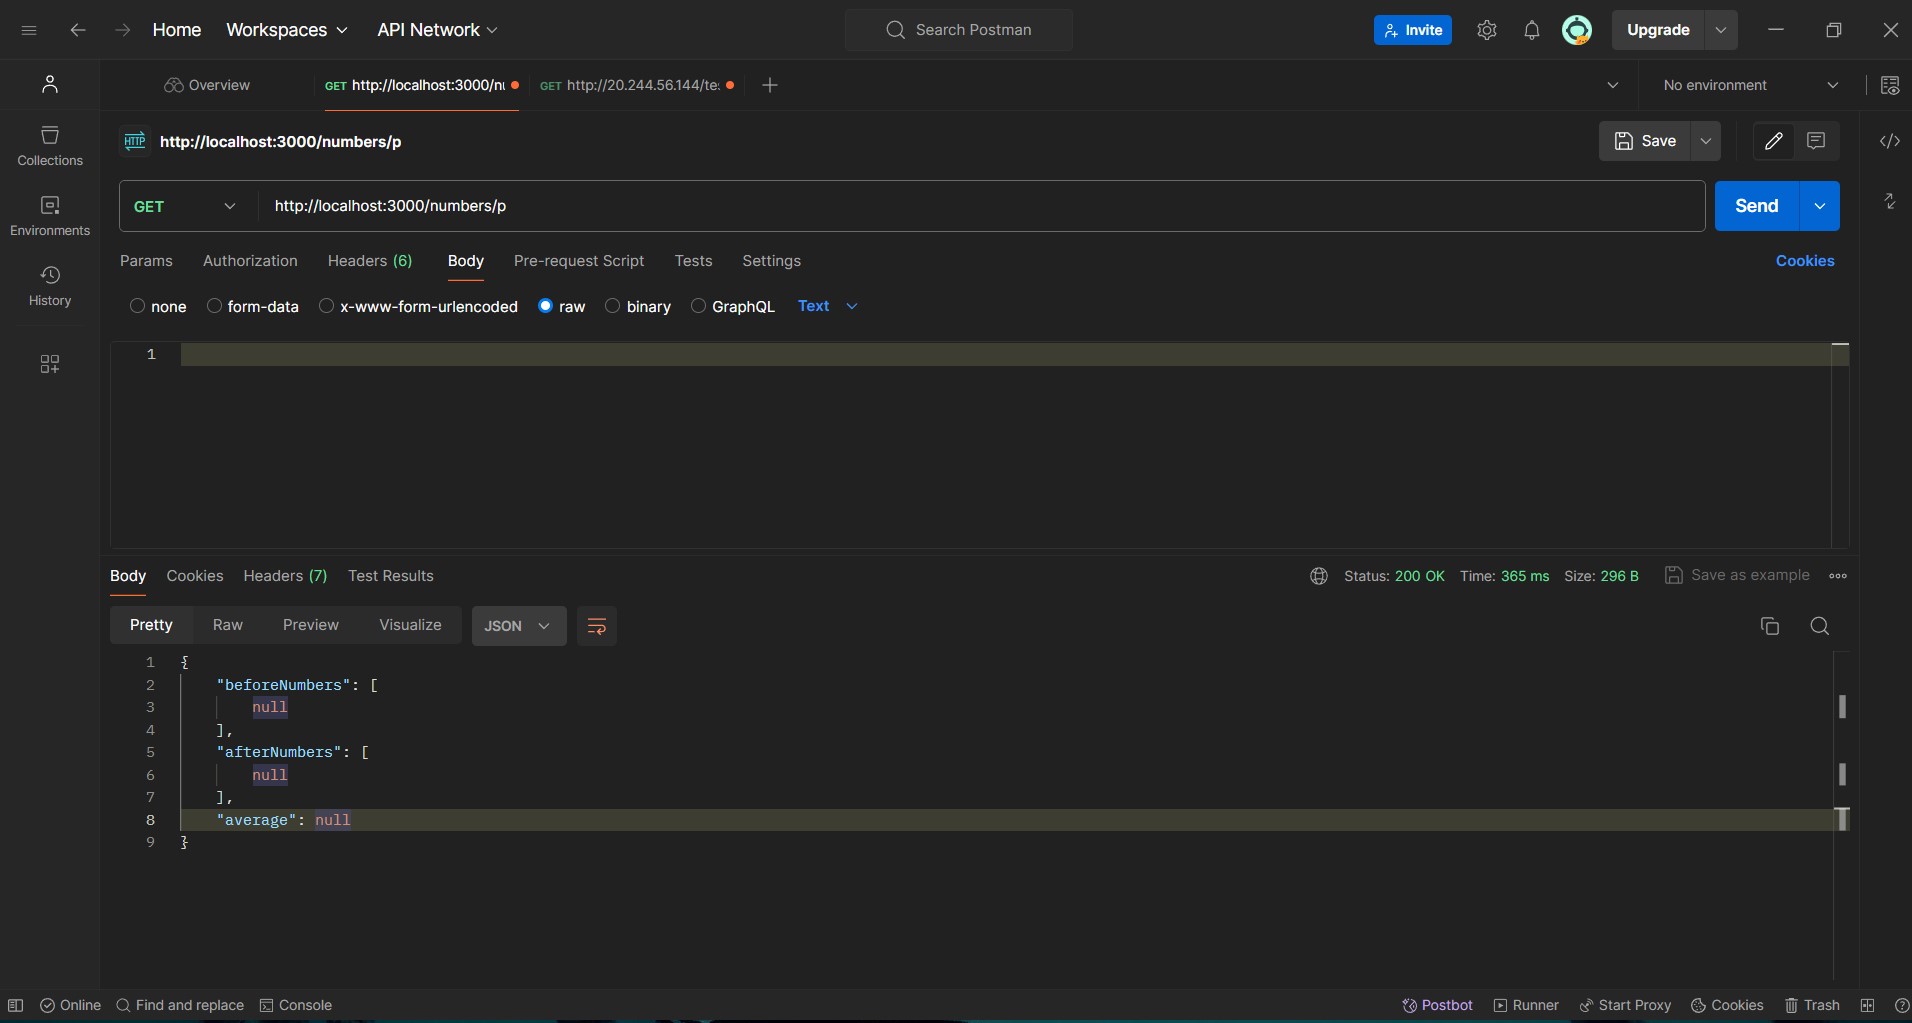 Home Workspaces API Network Search Postman Invite Upgrade
Overview GET http://localhost:3000/nu GET http://20.244.56.144/tes No environment
HTTP http://localhost:3000/numbers/p Save
Collections
Environments
History
GET http://localhost:3000/numbers/p Send
Params Authorization Headers (6) Body Pre-request Script Tests Settings Cookies
none form-data x-www-form-urlencoded raw binary GraphQL Text
1
Body Cookies Headers (7) Test Results Status: 200 OK Time: 365 ms Size: 296 B Save as example
Pretty Raw Preview Visualize JSON
1 {
2 "beforeNumbers": [
3 null
4 ],
5 "afterNumbers": [
6 null
7 ],
8 "average": null
9 }
Online Find and replace Console Postbot Runner Start Proxy Cookies Trash